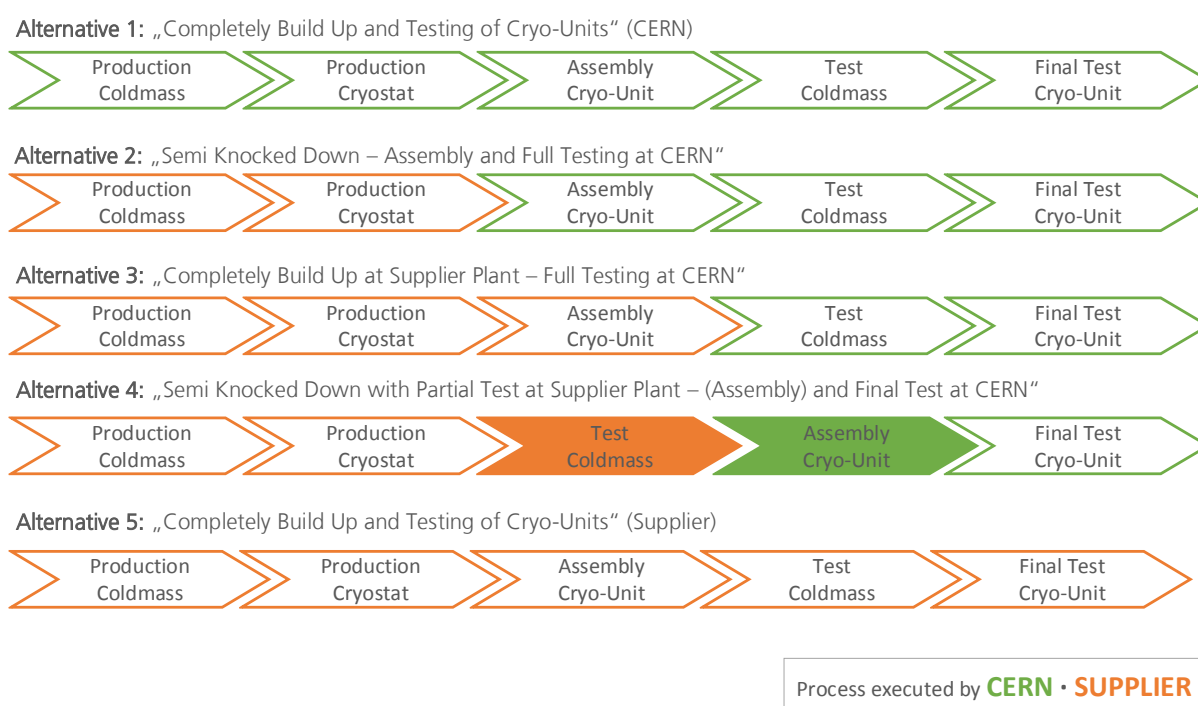 Alternative 1: „Completely Build Up and Testing of Cryo-Units“ (CERN)
Production Coldmass
Production Cryostat
Assembly Cryo-Unit
Test Coldmass
Final Test Cryo-Unit
Alternative 2: „Semi Knocked Down – Assembly and Full Testing at CERN“
Production Coldmass
Production Cryostat
Assembly Cryo-Unit
Test Coldmass
Final Test Cryo-Unit
Alternative 3: „Completely Build Up at Supplier Plant – Full Testing at CERN“
Production Coldmass
Production Cryostat
Assembly Cryo-Unit
Test Coldmass
Final Test Cryo-Unit
Alternative 4: „Semi Knocked Down with Partial Test at Supplier Plant – (Assembly) and Final Test at CERN“
Production Coldmass
Production Cryostat
Test Coldmass
Assembly Cryo-Unit
Final Test Cryo-Unit
Alternative 5: „Completely Build Up and Testing of Cryo-Units“ (Supplier)
Production Coldmass
Production Cryostat
Assembly Cryo-Unit
Test Coldmass
Final Test Cryo-Unit
Process executed by CERN · SUPPLIER